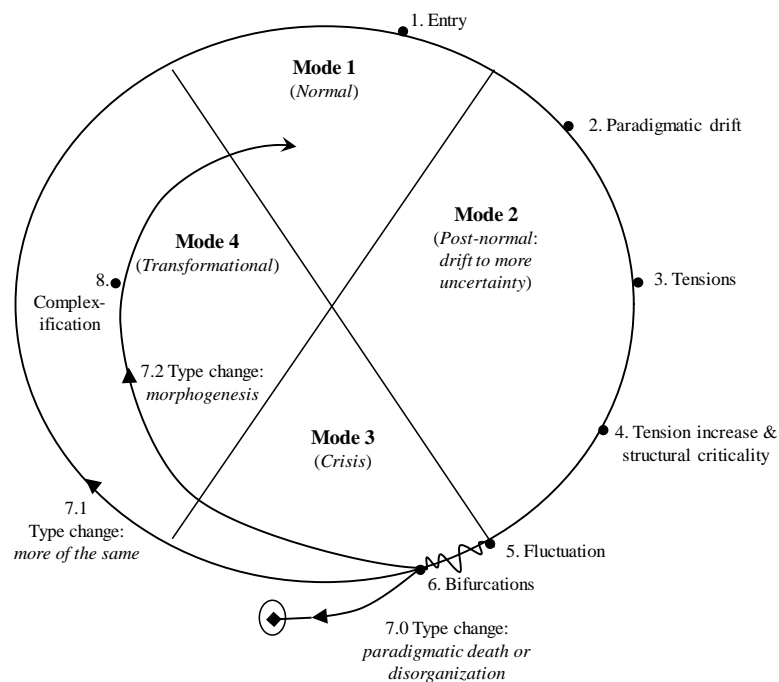 1. Entry
Mode 1
(Normal)
2. Paradigmatic drift
Mode 2
(Post-normal:
drift to more
uncertainty)
Mode 4
(Transformational)
3. Tensions
8.
Complex-
ification
7.2 Type change:
morphogenesis
Mode 3
(Crisis)
4. Tension increase &
structural criticality
7.1
Type change:
more of the same
5. Fluctuation
6. Bifurcations
7.0 Type change:
paradigmatic death or
disorganization